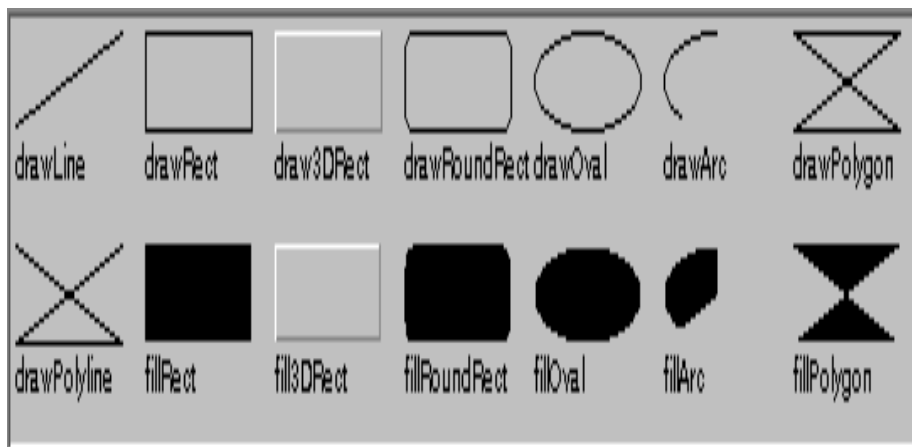 drawLine drawRect draw3DRect drawRoundRect drawOval drawArc drawPolygon
drawPolyline fillRect fill3DRect fillRoundRect fillOval fillArc fillPolygon